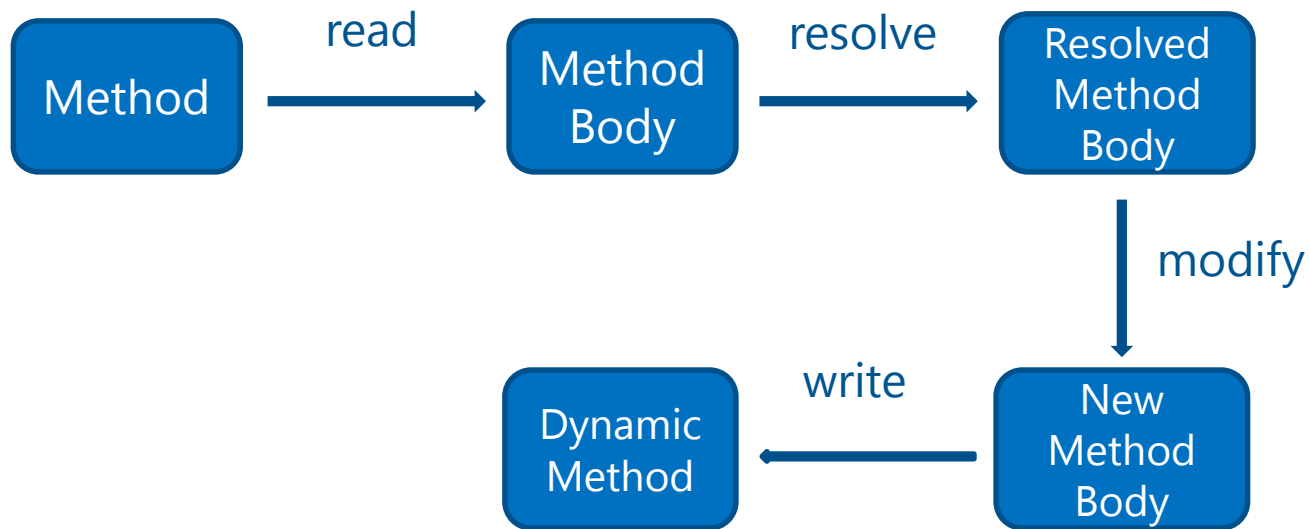 Method
read
Method
Body
resolve
Resolved
Method
Body
modify
New
Method
Body
write
Dynamic
Method